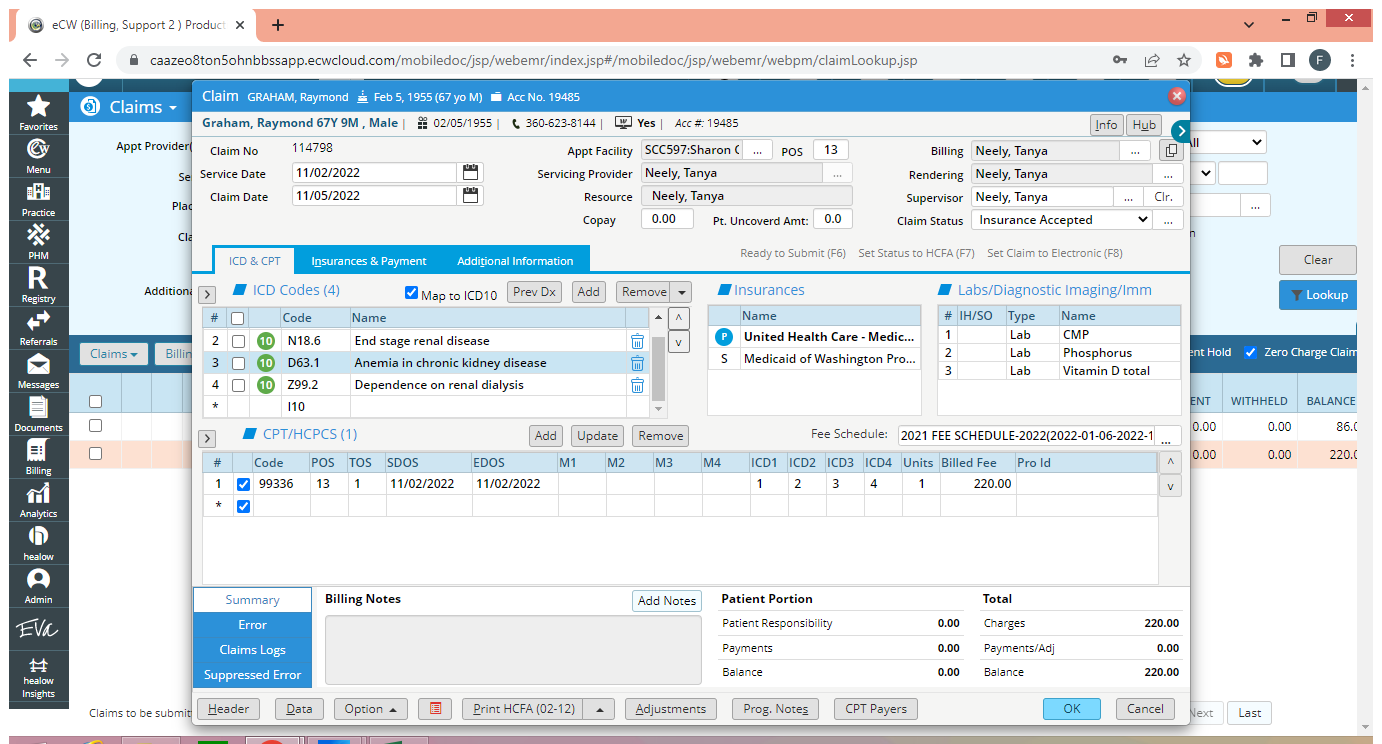 eCW (Billing, Support 2 ) Product
caazeo8ton5ohnbbssapp.ecwcloud.com/mobiledoc/jsp/webemr/index.jsp#/mobiledoc/jsp/webemr/webpm/claimLookup.jsp
F
Favorites
Menu
Practice
PHM
Registry
Referrals
Messages
Documents
Billing
Analytics
healow
Admin
EVa
healow
Insights
Claims
Appt Provider(
Se
Plac
Cla
Additiona
Claims
Billin
Claims to be submit
Claim GRAHAM, Raymond Feb 5, 1955 (67 yo M) Acc No. 19485
Graham, Raymond 67Y 9M , Male | 02/05/1955 | 360-623-8144 | Yes | Acc #: 19485 Info Hub
Claim No 114798 Appt Facility SCC597:Sharon C ... POS 13 Billing Neely, Tanya ...
Service Date 11/02/2022 Servicing Provider Neely, Tanya ... Rendering Neely, Tanya ...
Claim Date 11/05/2022 Resource Neely, Tanya Supervisor Neely, Tanya ... Clr.
Copay 0.00 Pt. Uncoverd Amt: 0.0 Claim Status Insurance Accepted ...
ICD & CPT Insurances & Payment Additional Information Ready to Submit (F6) Set Status to HCFA (F7) Set Claim to Electronic (F8)
ICD Codes (4) Map to ICD10 Prev Dx Add Remove
# Code Name
2 10 N18.6 End stage renal disease
3 10 D63.1 Anemia in chronic kidney disease
4 10 Z99.2 Dependence on renal dialysis
* I10
Insurances
Name
P United Health Care - Medic...
S Medicaid of Washington Pro...
Labs/Diagnostic Imaging/Imm
# IH/SO Type Name
1 Lab CMP
2 Lab Phosphorus
3 Lab Vitamin D total
CPT/HCPCS (1) Add Update Remove Fee Schedule: 2021 FEE SCHEDULE-2022(2022-01-06-2022-1 ...
# Code POS TOS SDOS EDOS M1 M2 M3 M4 ICD1 ICD2 ICD3 ICD4 Units Billed Fee Pro Id
1 99336 13 1 11/02/2022 11/02/2022 1 2 3 4 1 220.00
*
Summary
Error
Claims Logs
Suppressed Error
Billing Notes Add Notes
Patient Portion
Patient Responsibility 0.00
Payments 0.00
Balance 0.00
Total
Charges 220.00
Payments/Adj 0.00
Balance 220.00
Header Data Option Print HCFA (02-12) Adjustments Prog. Notes CPT Payers OK Cancel
All
...
n
Clear
Lookup
ent Hold Zero Charge Claim
ENT WITHHELD BALANCE
0.00 0.00 86.0
0.00 0.00 220.0
Next Last